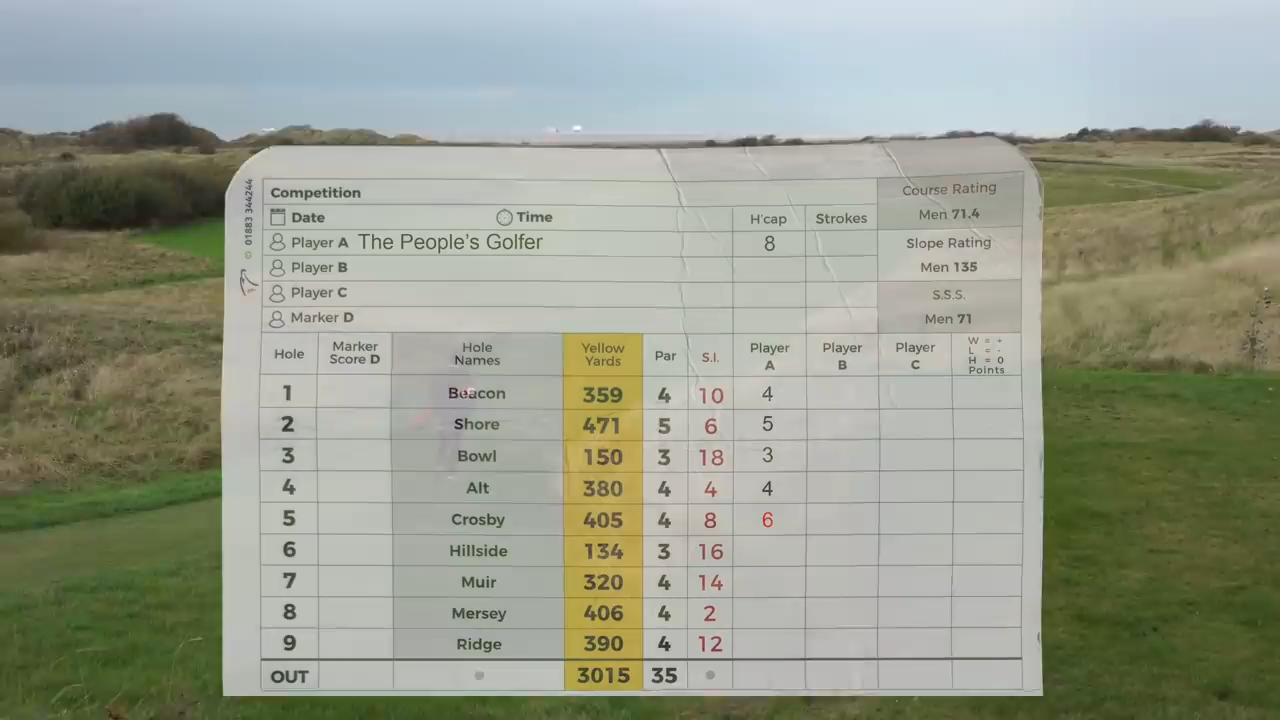 © 01883 344244
Competition
Date Time H'cap Strokes
Player A The People's Golfer 8
Player B
Player C
Marker D
Course Rating
Men 71.4
Slope Rating
Men 135
S.S.S.
Men 71
Hole Marker Score D Hole Names Yellow Yards Par S.I. Player A Player B Player C W = + L = - H = 0 Points
1 Beacon 359 4 10 4
2 Shore 471 5 6 5
3 Bowl 150 3 18 3
4 Alt 380 4 4 4
5 Crosby 405 4 8 6
6 Hillside 134 3 16
7 Muir 320 4 14
8 Mersey 406 4 2
9 Ridge 390 4 12
OUT 3015 35